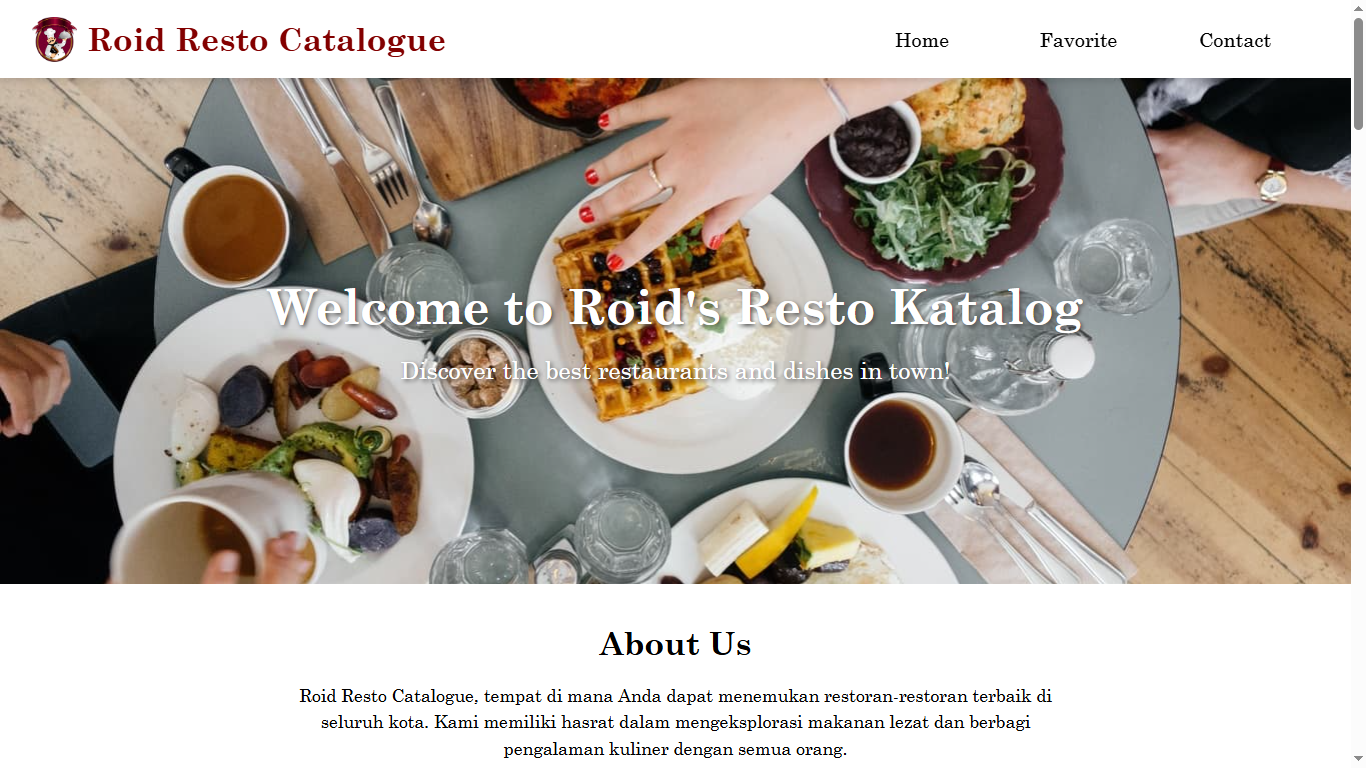 Roid Resto Catalogue
Home
Favorite
Contact
Welcome to Roid's Resto Katalog
Discover the best restaurants and dishes in town!
About Us
Roid Resto Catalogue, tempat di mana Anda dapat menemukan restoran-restoran terbaik di
seluruh kota. Kami memiliki hasrat dalam mengeksplorasi makanan lezat dan berbagi
pengalaman kuliner dengan semua orang.